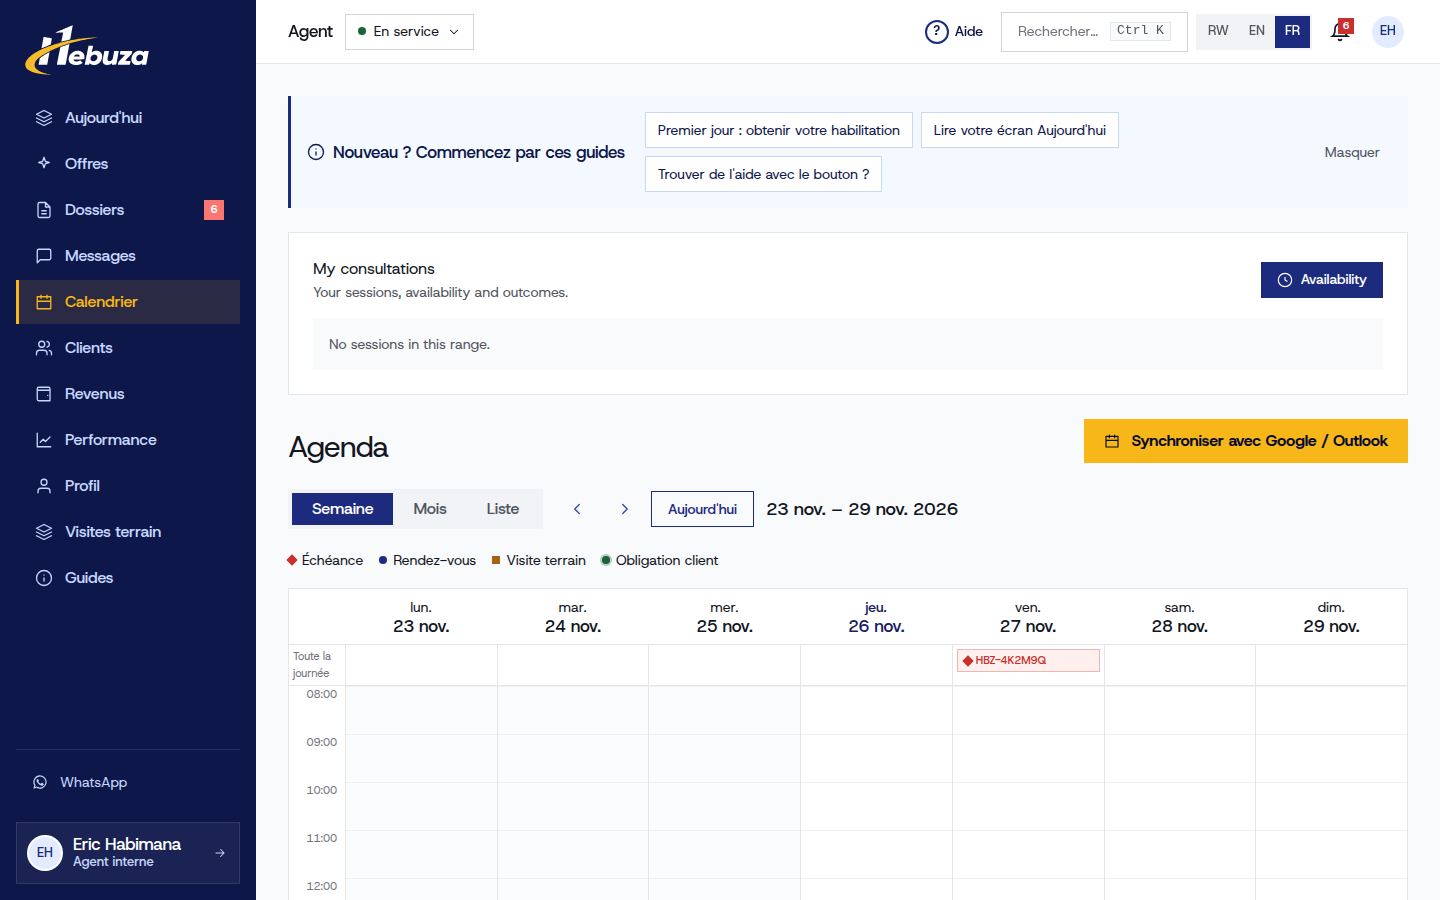 Hebuza
Aujourd'hui
Offres
Dossiers 6
Messages
Calendrier
Clients
Revenus
Performance
Profil
Visites terrain
Guides
WhatsApp
EH Eric Habimana
Agent interne
Agent En service
? Aide
Rechercher… Ctrl K
RW EN FR
6
EH
Nouveau ? Commencez par ces guides
Premier jour : obtenir votre habilitation
Lire votre écran Aujourd'hui
Trouver de l'aide avec le bouton ?
Masquer
My consultations
Your sessions, availability and outcomes.
Availability
No sessions in this range.
Agenda
Synchroniser avec Google / Outlook
Semaine Mois Liste
Aujourd'hui
23 nov. – 29 nov. 2026
Échéance Rendez-vous Visite terrain Obligation client
lun. mar. mer. jeu. ven. sam. dim.
23 nov. 24 nov. 25 nov. 26 nov. 27 nov. 28 nov. 29 nov.
Toute la
journée
HBZ-4K2M9Q
08:00
09:00
10:00
11:00
12:00